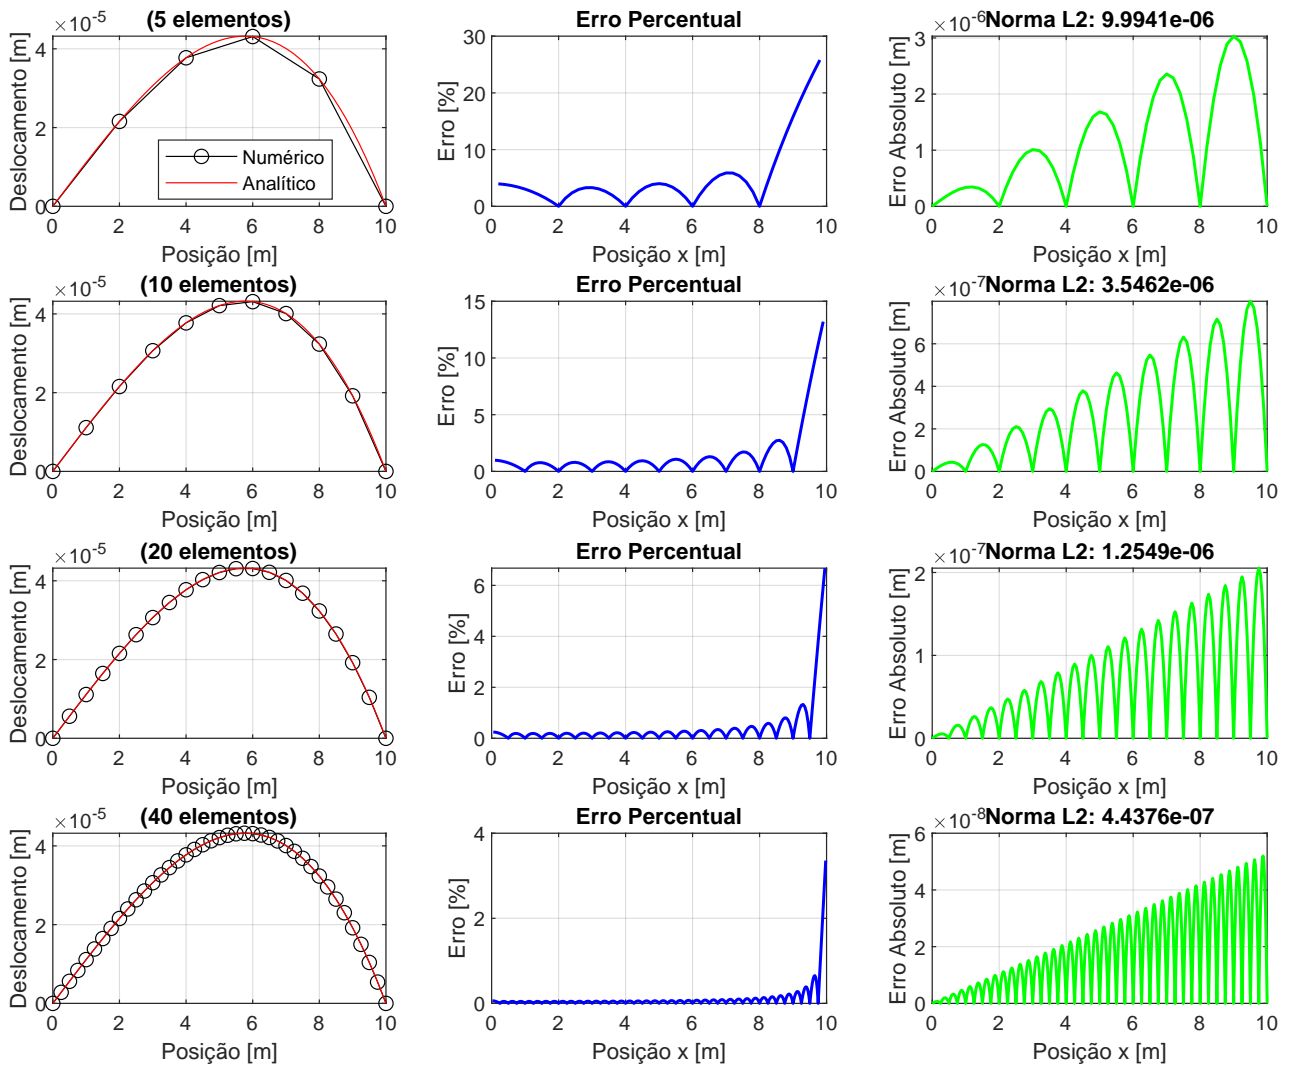 (5 elementos)
×10-5
Deslocamento [m]
4
2
0
Numérico
Analítico
0 2 4 6 8 10
Posição [m]
Erro Percentual
Erro [%]
30
20
10
0
0 2 4 6 8 10
Posição x [m]
×10-6
Norma L2: 9.9941e-06
Erro Absoluto [m]
3
2
1
0
0 2 4 6 8 10
Posição x [m]
(10 elementos)
×10-5
Deslocamento [m]
4
2
0
0 2 4 6 8 10
Posição [m]
Erro Percentual
Erro [%]
15
10
5
0
0 2 4 6 8 10
Posição x [m]
×10-7
Norma L2: 3.5462e-06
Erro Absoluto [m]
6
4
2
0 2 4 6 8 10
Posição x [m]
(20 elementos)
×10-5
Deslocamento [m]
4
2
0
0 2 4 6 8 10
Posição [m]
Erro Percentual
Erro [%]
6
4
2
0
0 2 4 6 8 10
Posição x [m]
×10-7
Norma L2: 1.2549e-06
Erro Absoluto [m]
2
1
0
0 2 4 6 8 10
Posição x [m]
(40 elementos)
×10-5
Deslocamento [m]
4
2
0
0 2 4 6 8 10
Posição [m]
Erro Percentual
Erro [%]
4
2
0
0 2 4 6 8 10
Posição x [m]
×10-8
Norma L2: 4.4376e-07
Erro Absoluto [m]
6
4
2
0
0 2 4 6 8 10
Posição x [m]